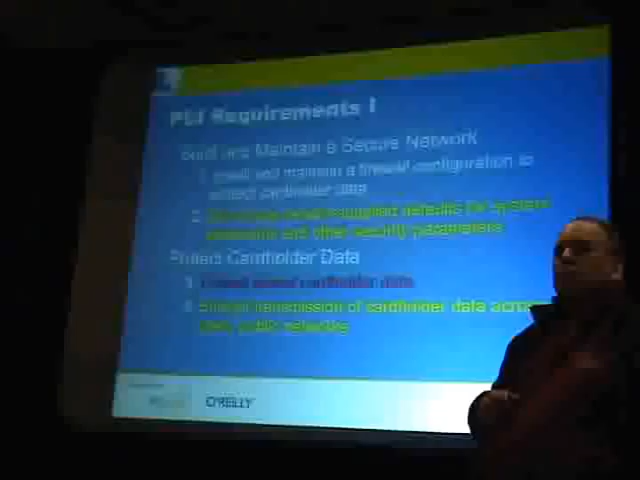 PCI Requirements I
Build and Maintain a Secure Network
1. Install and maintain a firewall configuration to
protect cardholder data
2. Do not use vendor-supplied defaults for system
passwords and other security parameters
Protect Cardholder Data
3. Protect stored cardholder data
4. Encrypt transmission of cardholder data across
open, public networks
O'REILLY